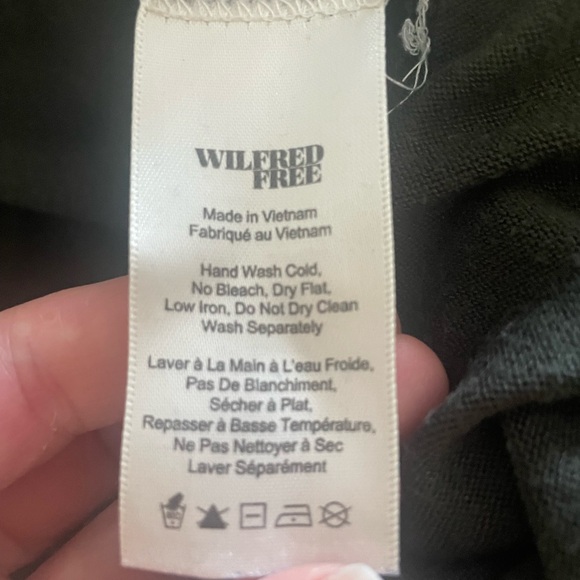 WILFRED
FREE
Made in Vietnam
Fabriqué au Vietnam
Hand Wash Cold,
No Bleach, Dry Flat,
Low Iron, Do Not Dry Clean
Wash Separately
Laver à La Main à L'eau Froide,
Pas De Blanchiment,
Sécher à Plat,
Repasser à Basse Température,
Ne Pas Nettoyer à Sec
Laver Séparément